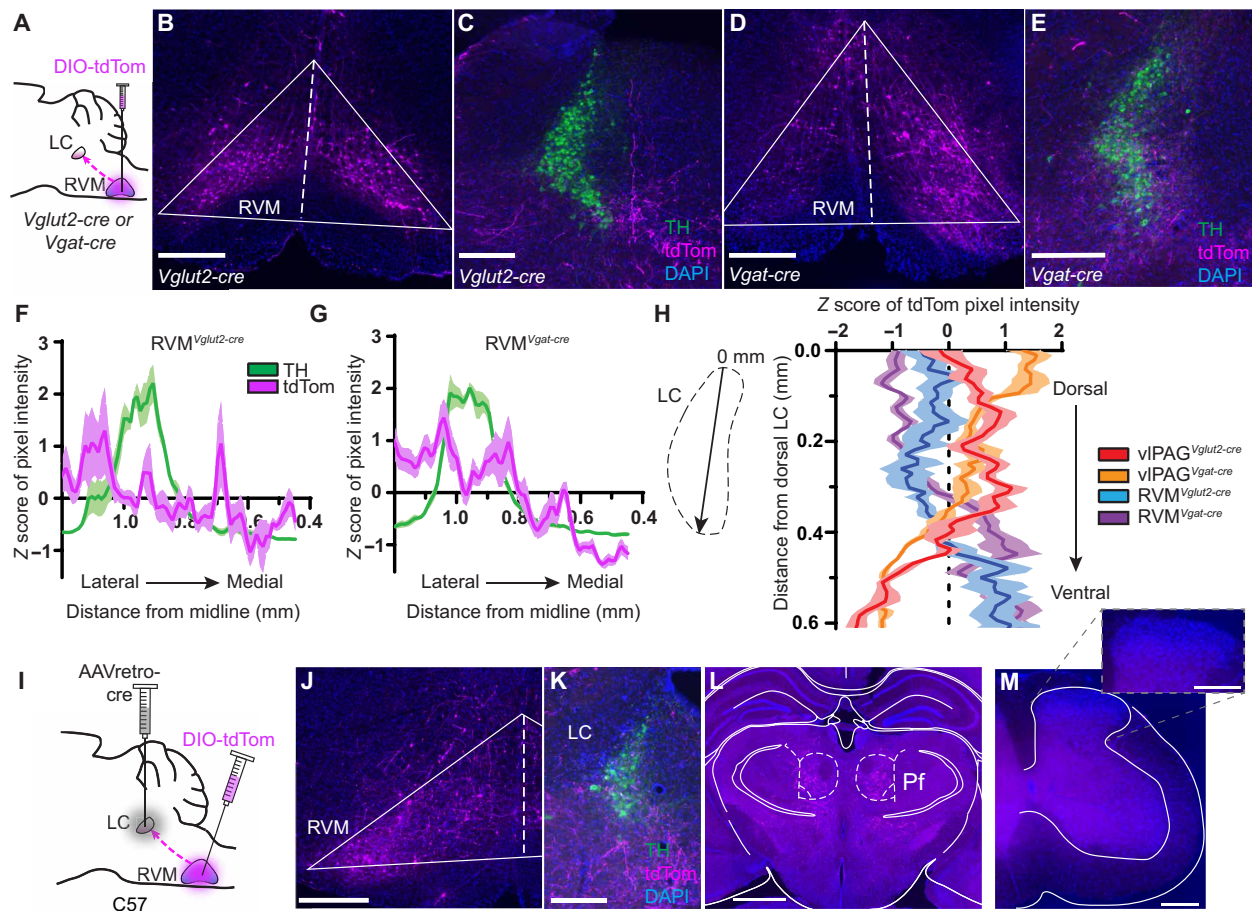 A
DIO-tdTom
LC
RVM
Vglut2-cre or
Vgat-cre
B
RVM
Vglut2-cre
C
TH
tdTom
DAPI
Vglut2-cre
D
RVM
Vgat-cre
E
TH
tdTom
DAPI
Vgat-cre
F
RVMVglut2-cre
TH
tdTom
Z score of pixel intensity
3
2
1
0
−1
1.0
0.8
0.6
0.4
Lateral
Medial
Distance from midline (mm)
G
RVMVgat-cre
Z score of pixel intensity
3
2
1
0
−1
1.0
0.8
0.6
0.4
Lateral
Medial
Distance from midline (mm)
H
0 mm
LC
Z score of tdTom pixel intensity
−2
−1
0
1
2
Distance from dorsal LC (mm)
0.0
0.2
0.4
0.6
Dorsal
Ventral
vlPAGVglut2-cre
vlPAGVgat-cre
RVMVglut2-cre
RVMVgat-cre
I
AAVretro-
cre
DIO-tdTom
LC
RVM
C57
J
RVM
K
LC
TH
tdTom
DAPI
L
Pf
M